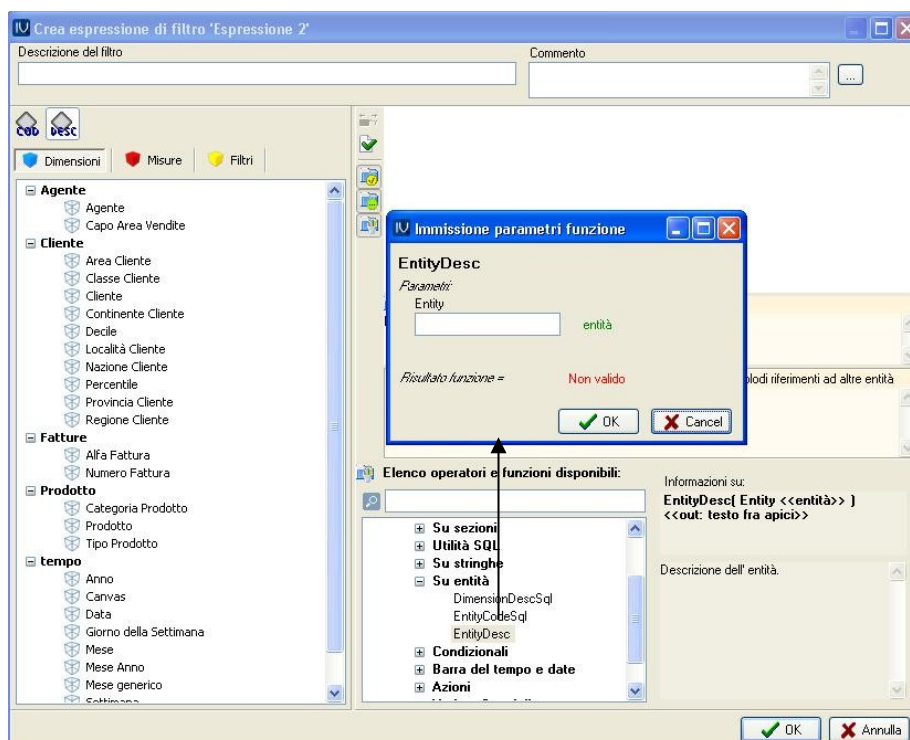 Crea espressione di filtro 'Espressione 2'
Descrizione del filtro
Commento
...
COD
DESC
Dimensioni
Misure
Filtri
Agente
Agente
Capo Area Vendite
Cliente
Area Cliente
Classe Cliente
Cliente
Continente Cliente
Decile
Località Cliente
Nazione Cliente
Percentile
Provincia Cliente
Regione Cliente
Fatture
Alfa Fattura
Numero Fattura
Prodotto
Categoria Prodotto
Prodotto
Tipo Prodotto
tempo
Anno
Canvas
Data
Giorno della Settimana
Mese
Mese Anno
Mese generico
Settimana
Immissione parametri funzione
EntityDesc
Parametri:
Entity
entità
Risultato funzione =
Non valido
OK
Cancel
plodi riferimenti ad altre entità
Elenco operatori e funzioni disponibili:
Su sezioni
Utilità SQL
Su stringhe
Su entità
DimensionDescSql
EntityCodeSql
EntityDesc
Condizionali
Barra del tempo e date
Azioni
Informazioni su:
EntityDesc( Entity <<entità>> )
<<out: testo fra apici>>
Descrizione dell' entità.
OK
Annulla